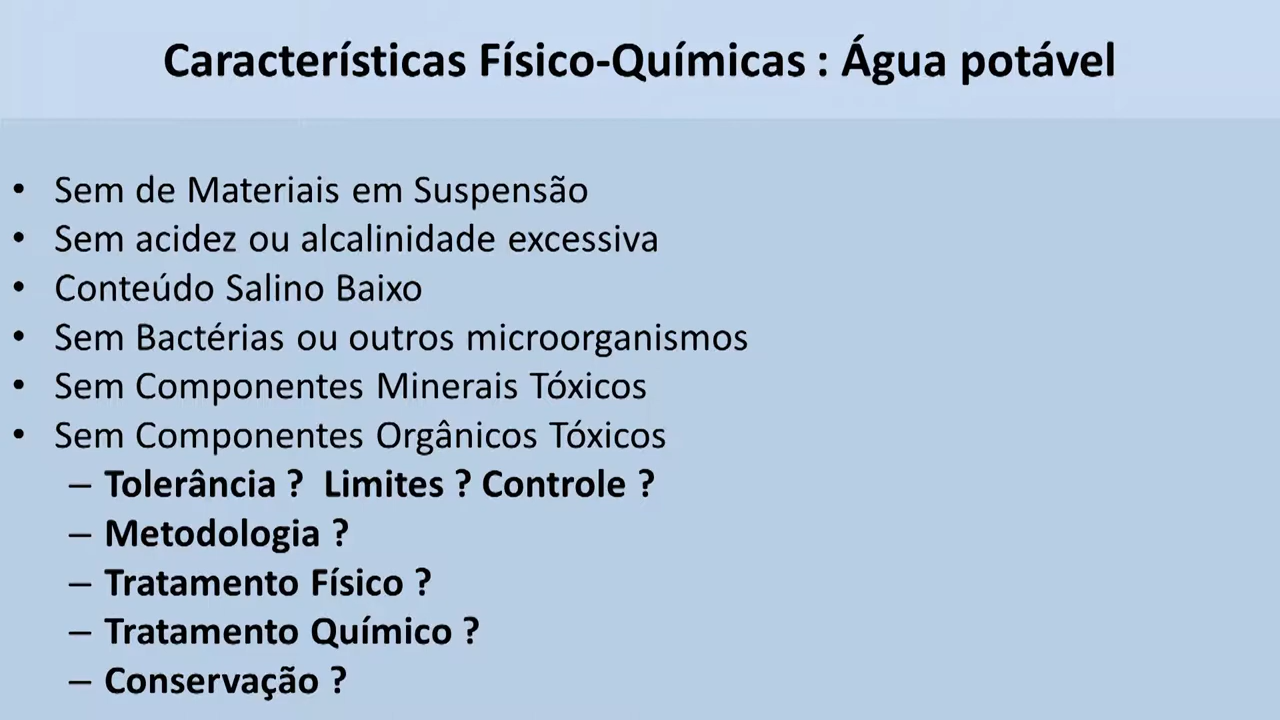 Características Físico-Químicas : Água potável
• Sem de Materiais em Suspensão
• Sem acidez ou alcalinidade excessiva
• Conteúdo Salino Baixo
• Sem Bactérias ou outros microorganismos
• Sem Componentes Minerais Tóxicos
• Sem Componentes Orgânicos Tóxicos
– Tolerância ? Limites ? Controle ?
– Metodologia ?
– Tratamento Físico ?
– Tratamento Químico ?
– Conservação ?